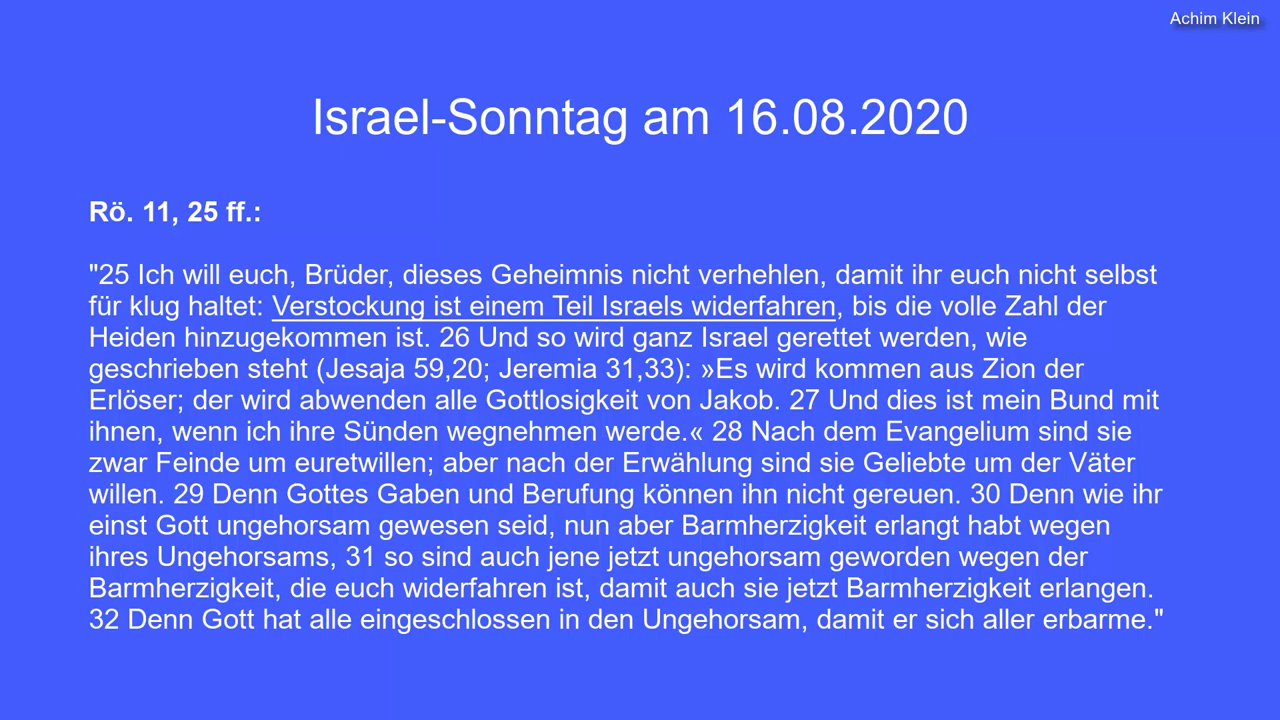 Achim Klein
Israel-Sonntag am 16.08.2020
Rö. 11, 25 ff.:
"25 Ich will euch, Brüder, dieses Geheimnis nicht verhehlen, damit ihr euch nicht selbst
für klug haltet: Verstockung ist einem Teil Israels widerfahren, bis die volle Zahl der
Heiden hinzugekommen ist. 26 Und so wird ganz Israel gerettet werden, wie
geschrieben steht (Jesaja 59,20; Jeremia 31,33): »Es wird kommen aus Zion der
Erlöser; der wird abwenden alle Gottlosigkeit von Jakob. 27 Und dies ist mein Bund mit
ihnen, wenn ich ihre Sünden wegnehmen werde.« 28 Nach dem Evangelium sind sie
zwar Feinde um euretwillen; aber nach der Erwählung sind sie Geliebte um der Väter
willen. 29 Denn Gottes Gaben und Berufung können ihn nicht gereuen. 30 Denn wie ihr
einst Gott ungehorsam gewesen seid, nun aber Barmherzigkeit erlangt habt wegen
ihres Ungehorsams, 31 so sind auch jene jetzt ungehorsam geworden wegen der
Barmherzigkeit, die euch widerfahren ist, damit auch sie jetzt Barmherzigkeit erlangen.
32 Denn Gott hat alle eingeschlossen in den Ungehorsam, damit er sich aller erbarme."